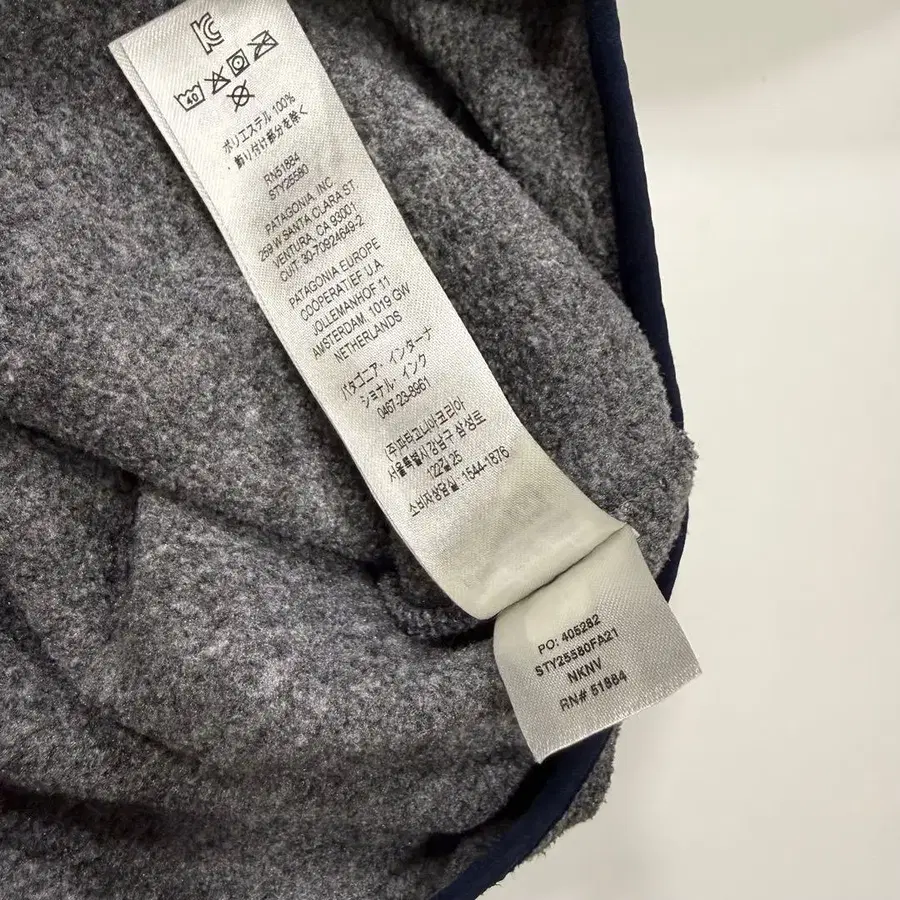 40
ポリエステル 100%
飾り付け部分を除く
RN51884
STY25580
PATAGONIA, INC
259 W SANTA CLARA ST
VENTURA, CA 93001
CUIT: 30-70924649-2
PATAGONIA EUROPE
COOPERATIEF U.A
JOLLEMANHOF 11
AMSTERDAM, 1019 GW
NETHERLANDS
パタゴニア・インターナ
ショナル・インク
0467-23-8961
(주)파타고니아코리아
서울특별시 강남구 삼성로
122길 25
소비자상담실: 1544-1876
PO: 405282
STY25580FA21
NKNV
RN# 51884